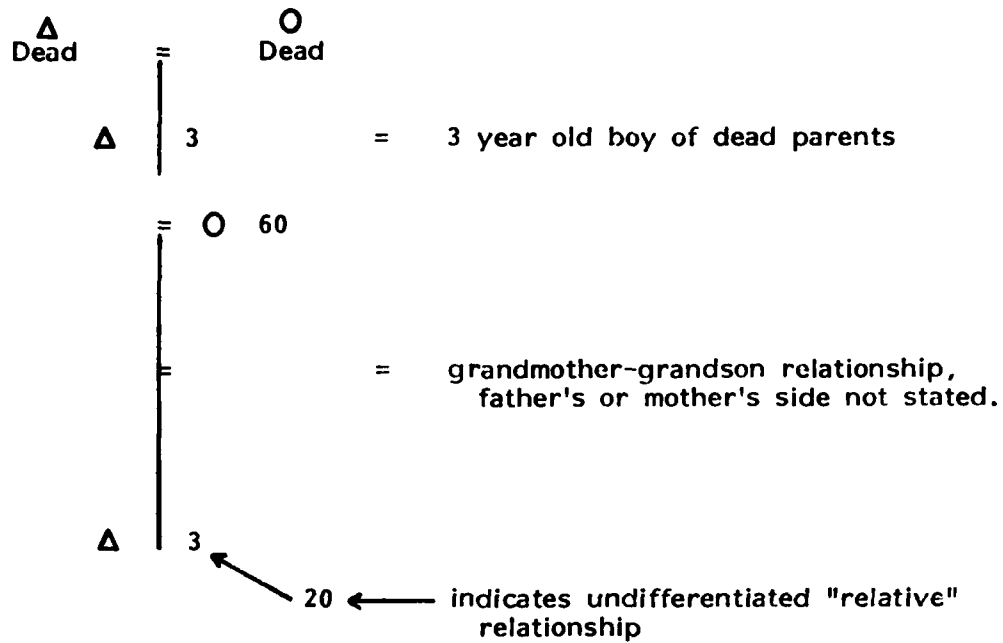 Δ O
Dead = Dead
Δ 3 = 3 year old boy of dead parents
= O 60
= = grandmother-grandson relationship,
father's or mother's side not stated.
Δ 3
20 indicates undifferentiated "relative"
relationship